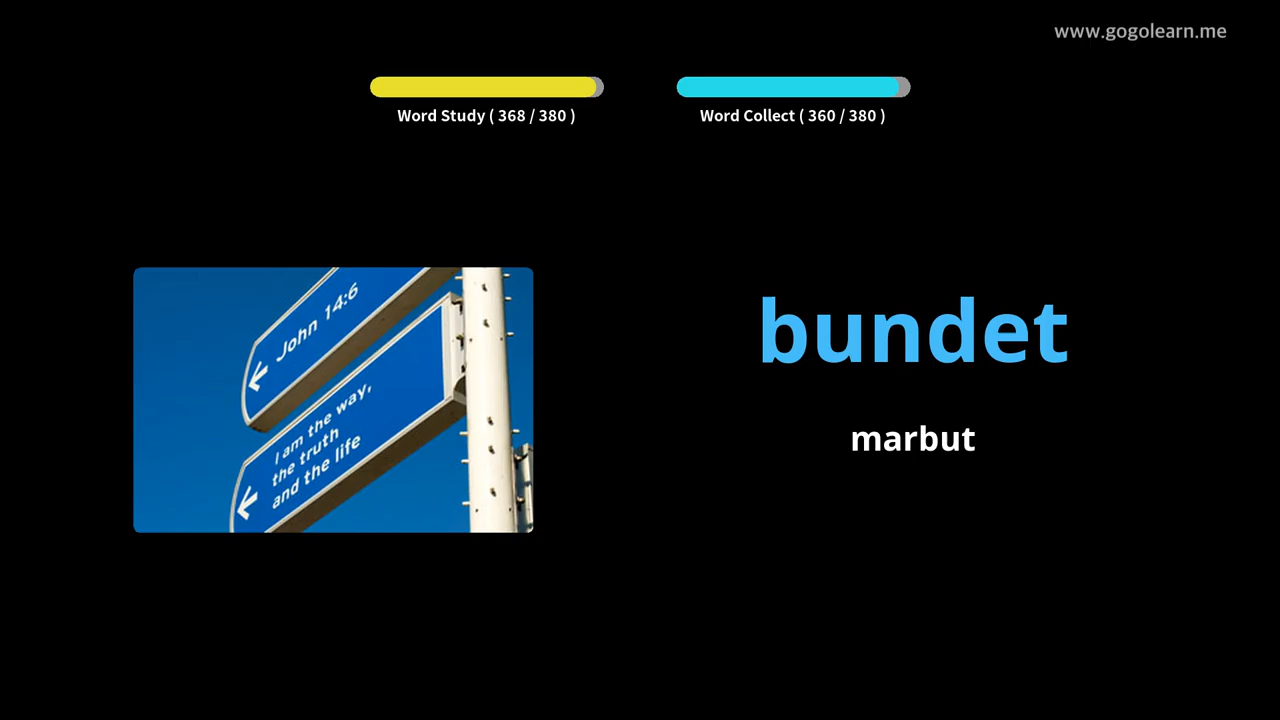 www.gogolearn.me
Word Study ( 368 / 380 )
Word Collect ( 360 / 380 )
John 14:6
I am the way,
the truth
and the life
bundet
marbut